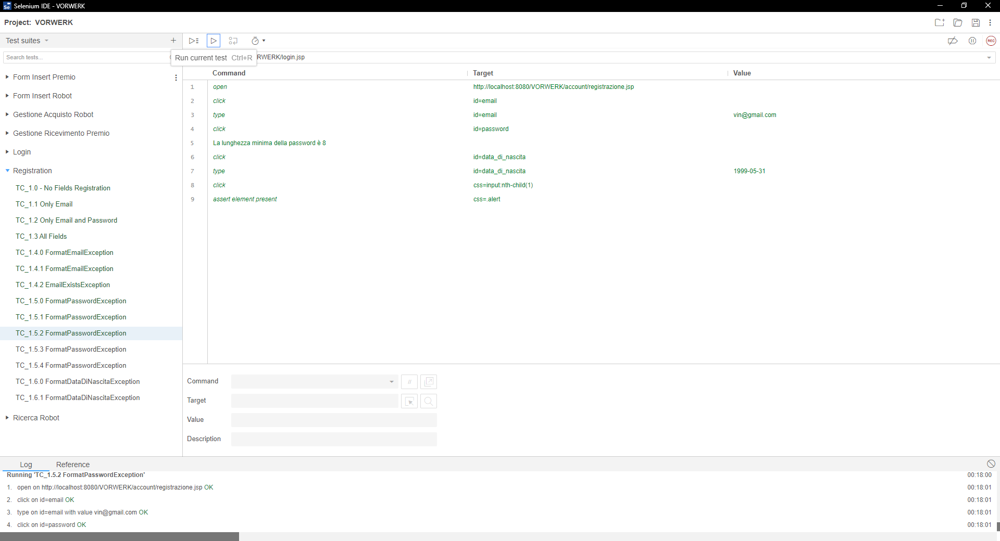 Selenium IDE - VORWERK
Project: VORWERK
Test suites
Search tests...
Run current test Ctrl+R
RWERK/login.jsp
Form Insert Premio
Form Insert Robot
Gestione Acquisto Robot
Gestione Ricevimento Premio
Login
Registration
TC_1.0 - No Fields Registration
TC_1.1 Only Email
TC_1.2 Only Email and Password
TC_1.3 All Fields
TC_1.4.0 FormatEmailException
TC_1.4.1 FormatEmailException
TC_1.4.2 EmailExistsException
TC_1.5.0 FormatPasswordException
TC_1.5.1 FormatPasswordException
TC_1.5.2 FormatPasswordException
TC_1.5.3 FormatPasswordException
TC_1.5.4 FormatPasswordException
TC_1.6.0 FormatDataDiNascitaException
TC_1.6.1 FormatDataDiNascitaException
Ricerca Robot
REC
Command Target Value
1 open http://localhost:8080/VORWERK/account/registrazione.jsp
2 click id=email
3 type id=email vin@gmail.com
4 click id=password
5 La lunghezza minima della password è 8
6 click id=data_di_nascita
7 type id=data_di_nascita 1999-05-31
8 click css=input:nth-child(1)
9 assert element present css=.alert
Command //
Target
Value
Description
Log Reference
Running 'TC_1.5.2 FormatPasswordException' 00:18:00
1. open on http://localhost:8080/VORWERK/account/registrazione.jsp OK 00:18:01
2. click on id=email OK 00:18:01
3. type on id=email with value vin@gmail.com OK 00:18:01
4. click on id=password OK 00:18:01